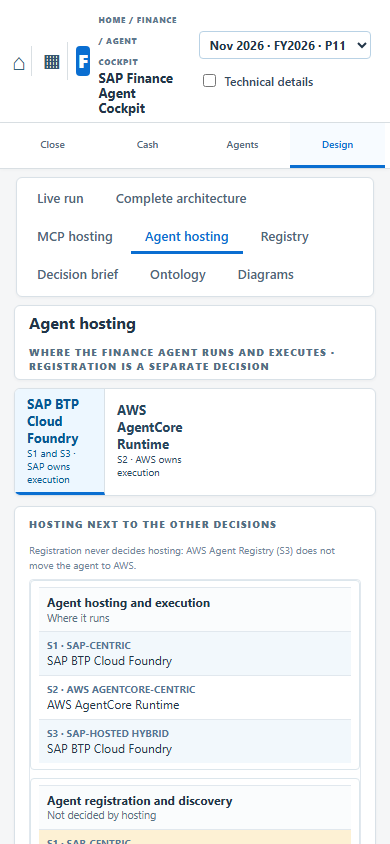 HOME / FINANCE
/ AGENT
COCKPIT
F
SAP Finance
Agent
Cockpit
Nov 2026 · FY2026 · P11
Technical details
Close
Cash
Agents
Design
Live run
Complete architecture
MCP hosting
Agent hosting
Registry
Decision brief
Ontology
Diagrams
Agent hosting
WHERE THE FINANCE AGENT RUNS AND EXECUTES ·
REGISTRATION IS A SEPARATE DECISION
SAP BTP
Cloud
Foundry
S1 and S3 ·
SAP owns
execution
AWS
AgentCore
Runtime
S2 · AWS owns
execution
HOSTING NEXT TO THE OTHER DECISIONS
Registration never decides hosting: AWS Agent Registry (S3) does not
move the agent to AWS.
Agent hosting and execution
Where it runs
S1 · SAP-CENTRIC
SAP BTP Cloud Foundry
S2 · AWS AGENTCORE-CENTRIC
AWS AgentCore Runtime
S3 · SAP-HOSTED HYBRID
SAP BTP Cloud Foundry
Agent registration and discovery
Not decided by hosting
S1 · SAP-CENTRIC